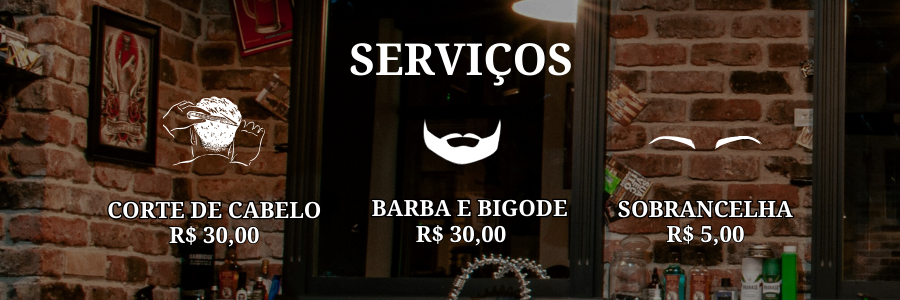 SERVIÇOS
CORTE DE CABELO
R$ 30,00
BARBA E BIGODE
R$ 30,00
SOBRANCELHA
R$ 5,00